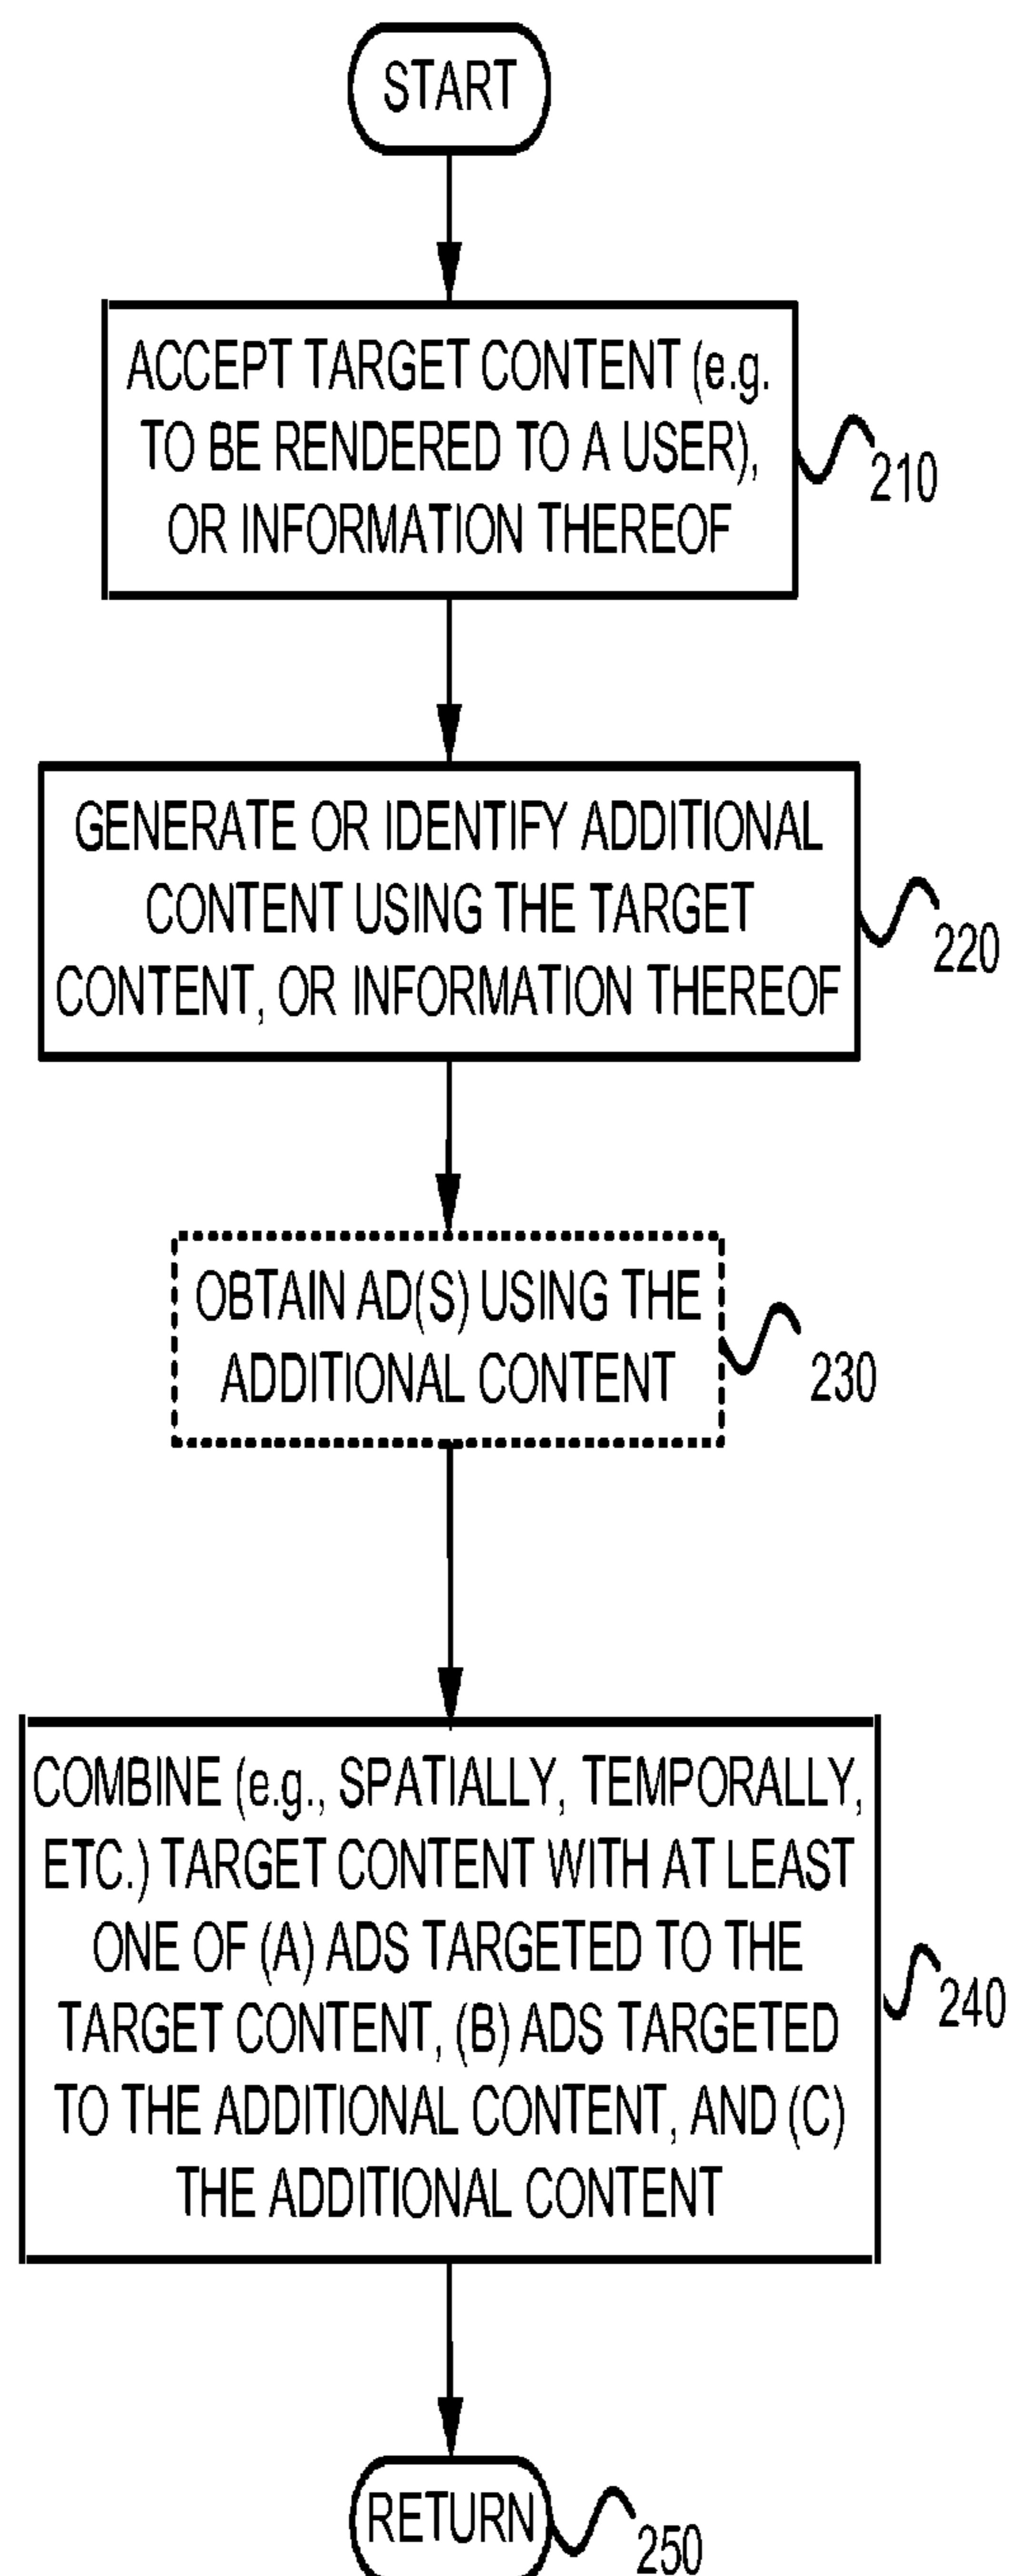 START
ACCEPT TARGET CONTENT (e.g.
TO BE RENDERED TO A USER),
OR INFORMATION THEREOF
210
GENERATE OR IDENTIFY ADDITIONAL
CONTENT USING THE TARGET
CONTENT, OR INFORMATION THEREOF
220
OBTAIN AD(S) USING THE
ADDITIONAL CONTENT
230
COMBINE (e.g., SPATIALLY, TEMPORALLY,
ETC.) TARGET CONTENT WITH AT LEAST
ONE OF (A) ADS TARGETED TO THE
TARGET CONTENT, (B) ADS TARGETED
TO THE ADDITIONAL CONTENT, AND (C)
THE ADDITIONAL CONTENT
240
RETURN
250